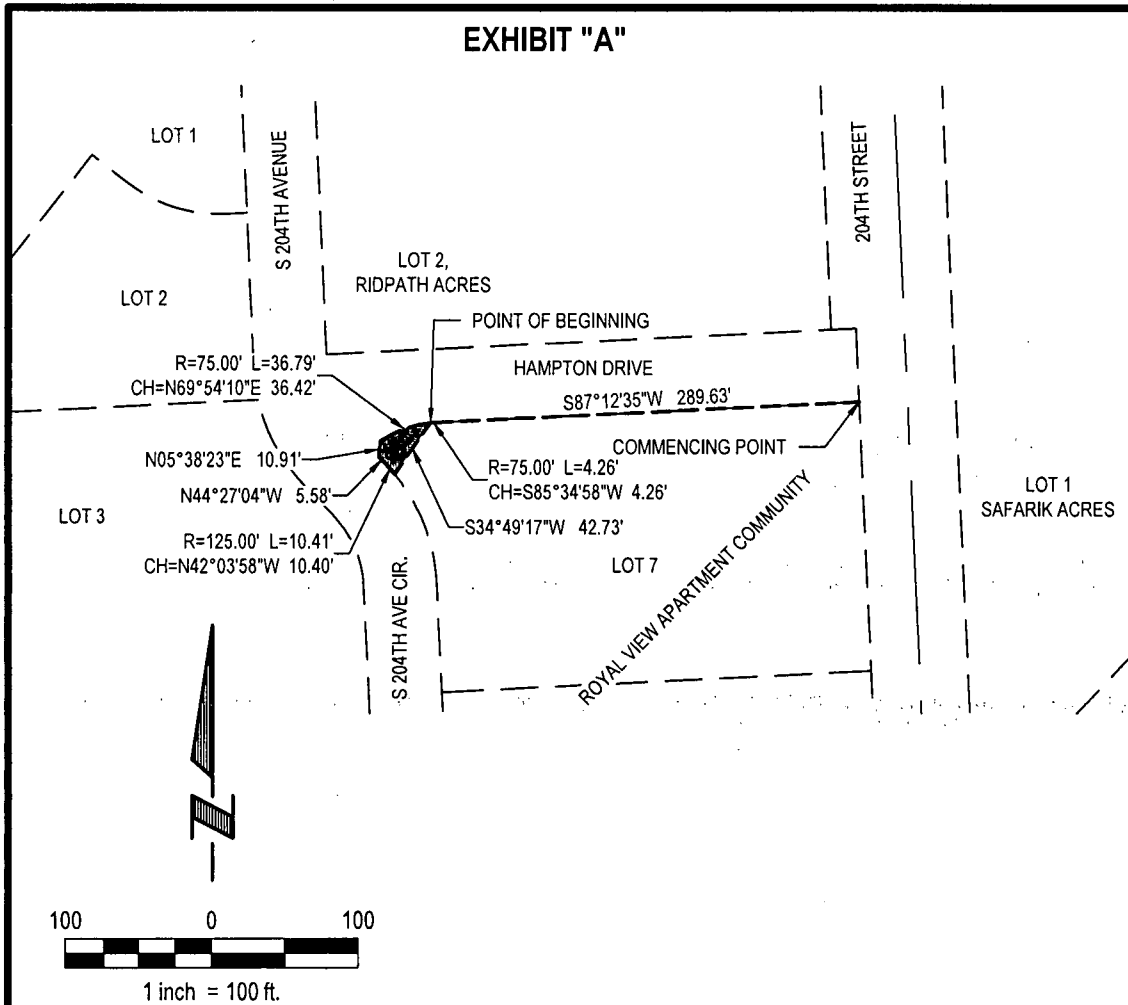 EXHIBIT "A"
LOT 1
S 204TH AVENUE
204TH STREET
LOT 2,
RIDPATH ACRES
LOT 2
POINT OF BEGINNING
R=75.00' L=36.79'
CH=N69°54'10"E 36.42'
HAMPTON DRIVE
S87°12'35"W 289.63'
COMMENCING POINT
N05°38'23"E 10.91'
R=75.00' L=4.26'
CH=S85°34'58"W 4.26'
N44°27'04"W 5.58'
LOT 3
S34°49'17"W 42.73'
R=125.00' L=10.41'
CH=N42°03'58"W 10.40'
LOT 7
LOT 1
SAFARIK ACRES
ROYAL VIEW APARTMENT COMMUNITY
S 204TH AVE CIR.
N
100 0 100
1 inch = 100 ft.